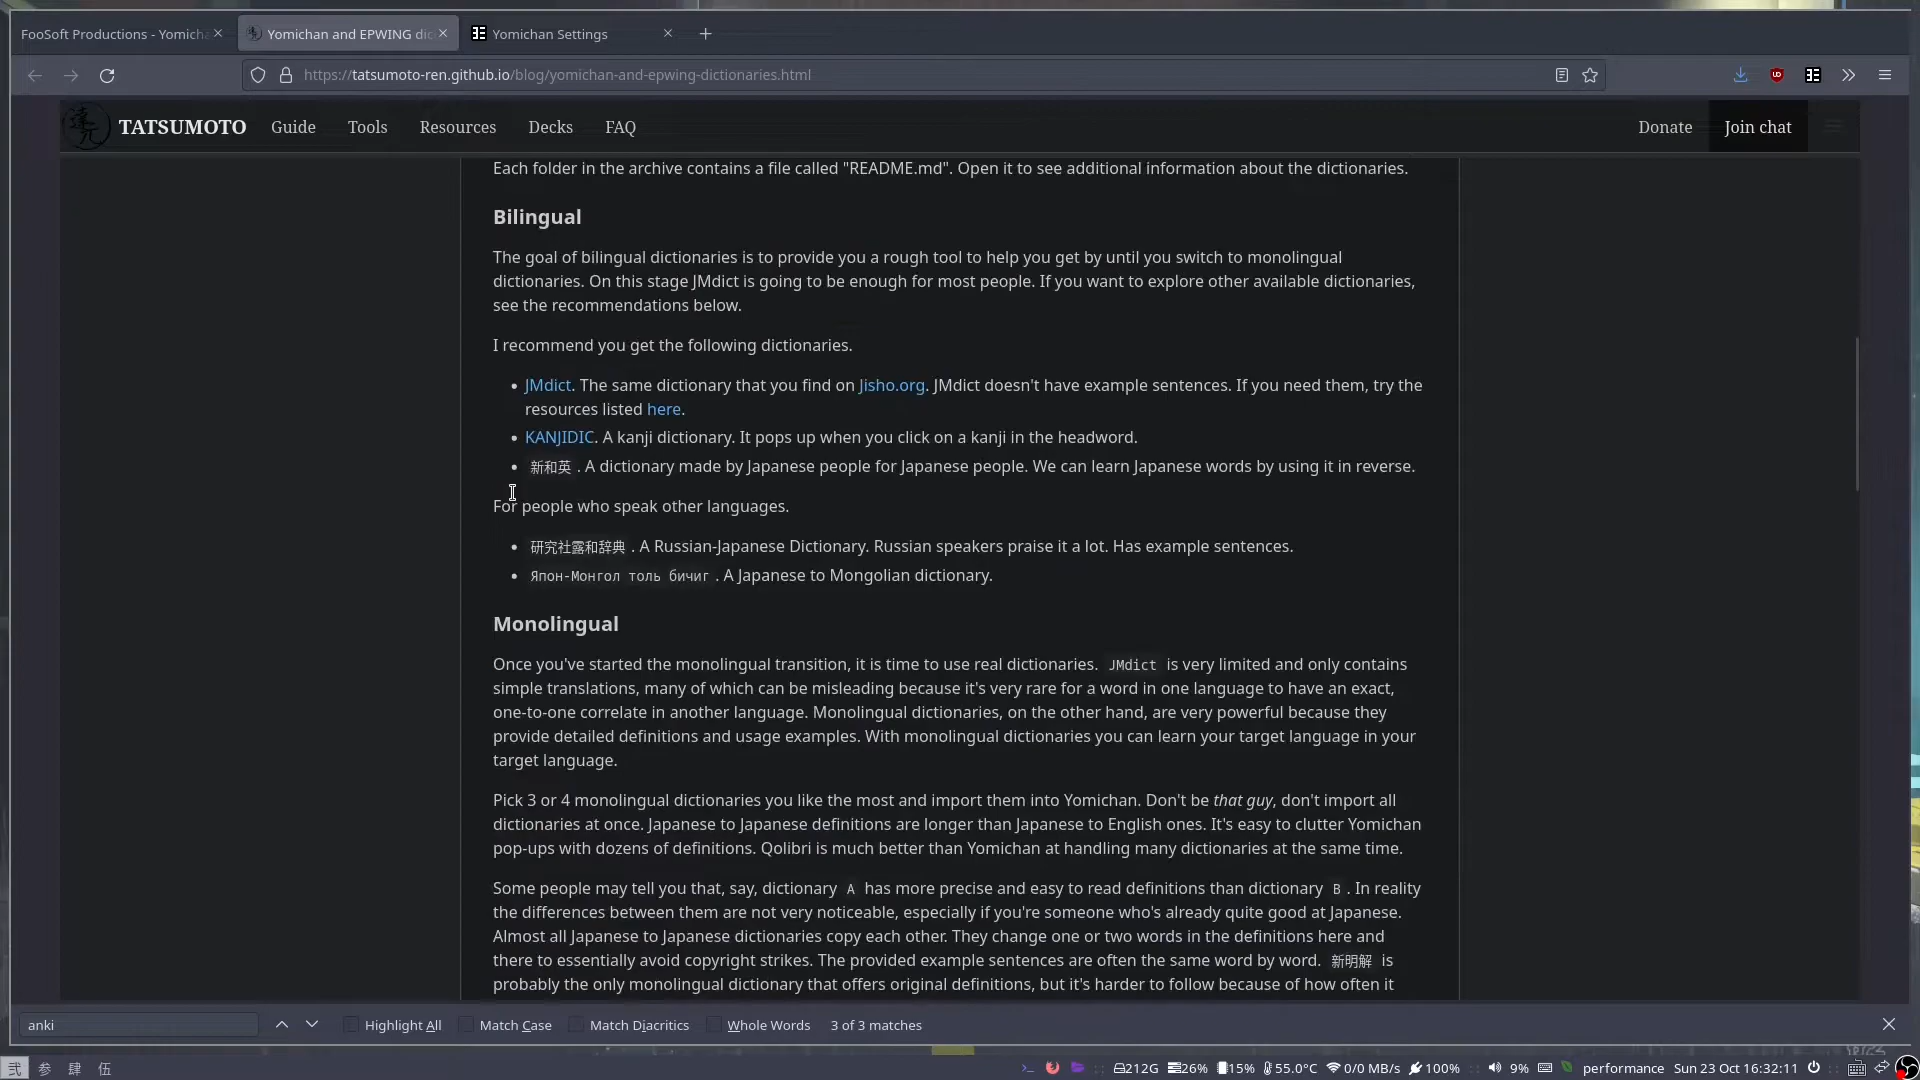 FooSoft Productions - Yomich
Yomichan and EPWING dic
Yomichan Settings
https://tatsumoto-ren.github.io/blog/yomichan-and-epwing-dictionaries.html
TATSUMOTO
Guide
Tools
Resources
Decks
FAQ
Donate
Join chat
Each folder in the archive contains a file called "README.md". Open it to see additional information about the dictionaries.
Bilingual
The goal of bilingual dictionaries is to provide you a rough tool to help you get by until you switch to monolingual
dictionaries. On this stage JMdict is going to be enough for most people. If you want to explore other available dictionaries,
see the recommendations below.
I recommend you get the following dictionaries.
• JMdict. The same dictionary that you find on Jisho.org. JMdict doesn't have example sentences. If you need them, try the
resources listed here.
• KANJIDIC. A kanji dictionary. It pops up when you click on a kanji in the headword.
• 新和英 . A dictionary made by Japanese people for Japanese people. We can learn Japanese words by using it in reverse.
For people who speak other languages.
• 研究社露和辞典 . A Russian-Japanese Dictionary. Russian speakers praise it a lot. Has example sentences.
• Япон-Монгол толь бичиг . A Japanese to Mongolian dictionary.
Monolingual
Once you've started the monolingual transition, it is time to use real dictionaries. JMdict is very limited and only contains
simple translations, many of which can be misleading because it's very rare for a word in one language to have an exact,
one-to-one correlate in another language. Monolingual dictionaries, on the other hand, are very powerful because they
provide detailed definitions and usage examples. With monolingual dictionaries you can learn your target language in your
target language.
Pick 3 or 4 monolingual dictionaries you like the most and import them into Yomichan. Don't be that guy, don't import all
dictionaries at once. Japanese to Japanese definitions are longer than Japanese to English ones. It's easy to clutter Yomichan
pop-ups with dozens of definitions. Qolibri is much better than Yomichan at handling many dictionaries at the same time.
Some people may tell you that, say, dictionary A has more precise and easy to read definitions than dictionary B . In reality
the differences between them are not very noticeable, especially if you're someone who's already quite good at Japanese.
Almost all Japanese to Japanese dictionaries copy each other. They change one or two words in the definitions here and
there to essentially avoid copyright strikes. The provided example sentences are often the same word by word. 新明解 is
probably the only monolingual dictionary that offers original definitions, but it's harder to follow because of how often it
anki
Highlight All
Match Case
Match Diacritics
Whole Words
3 of 3 matches
弐 参 肆 伍
212G 26% 15% 55.0°C 0/0 MB/s 100% 9% performance Sun 23 Oct 16:32:11